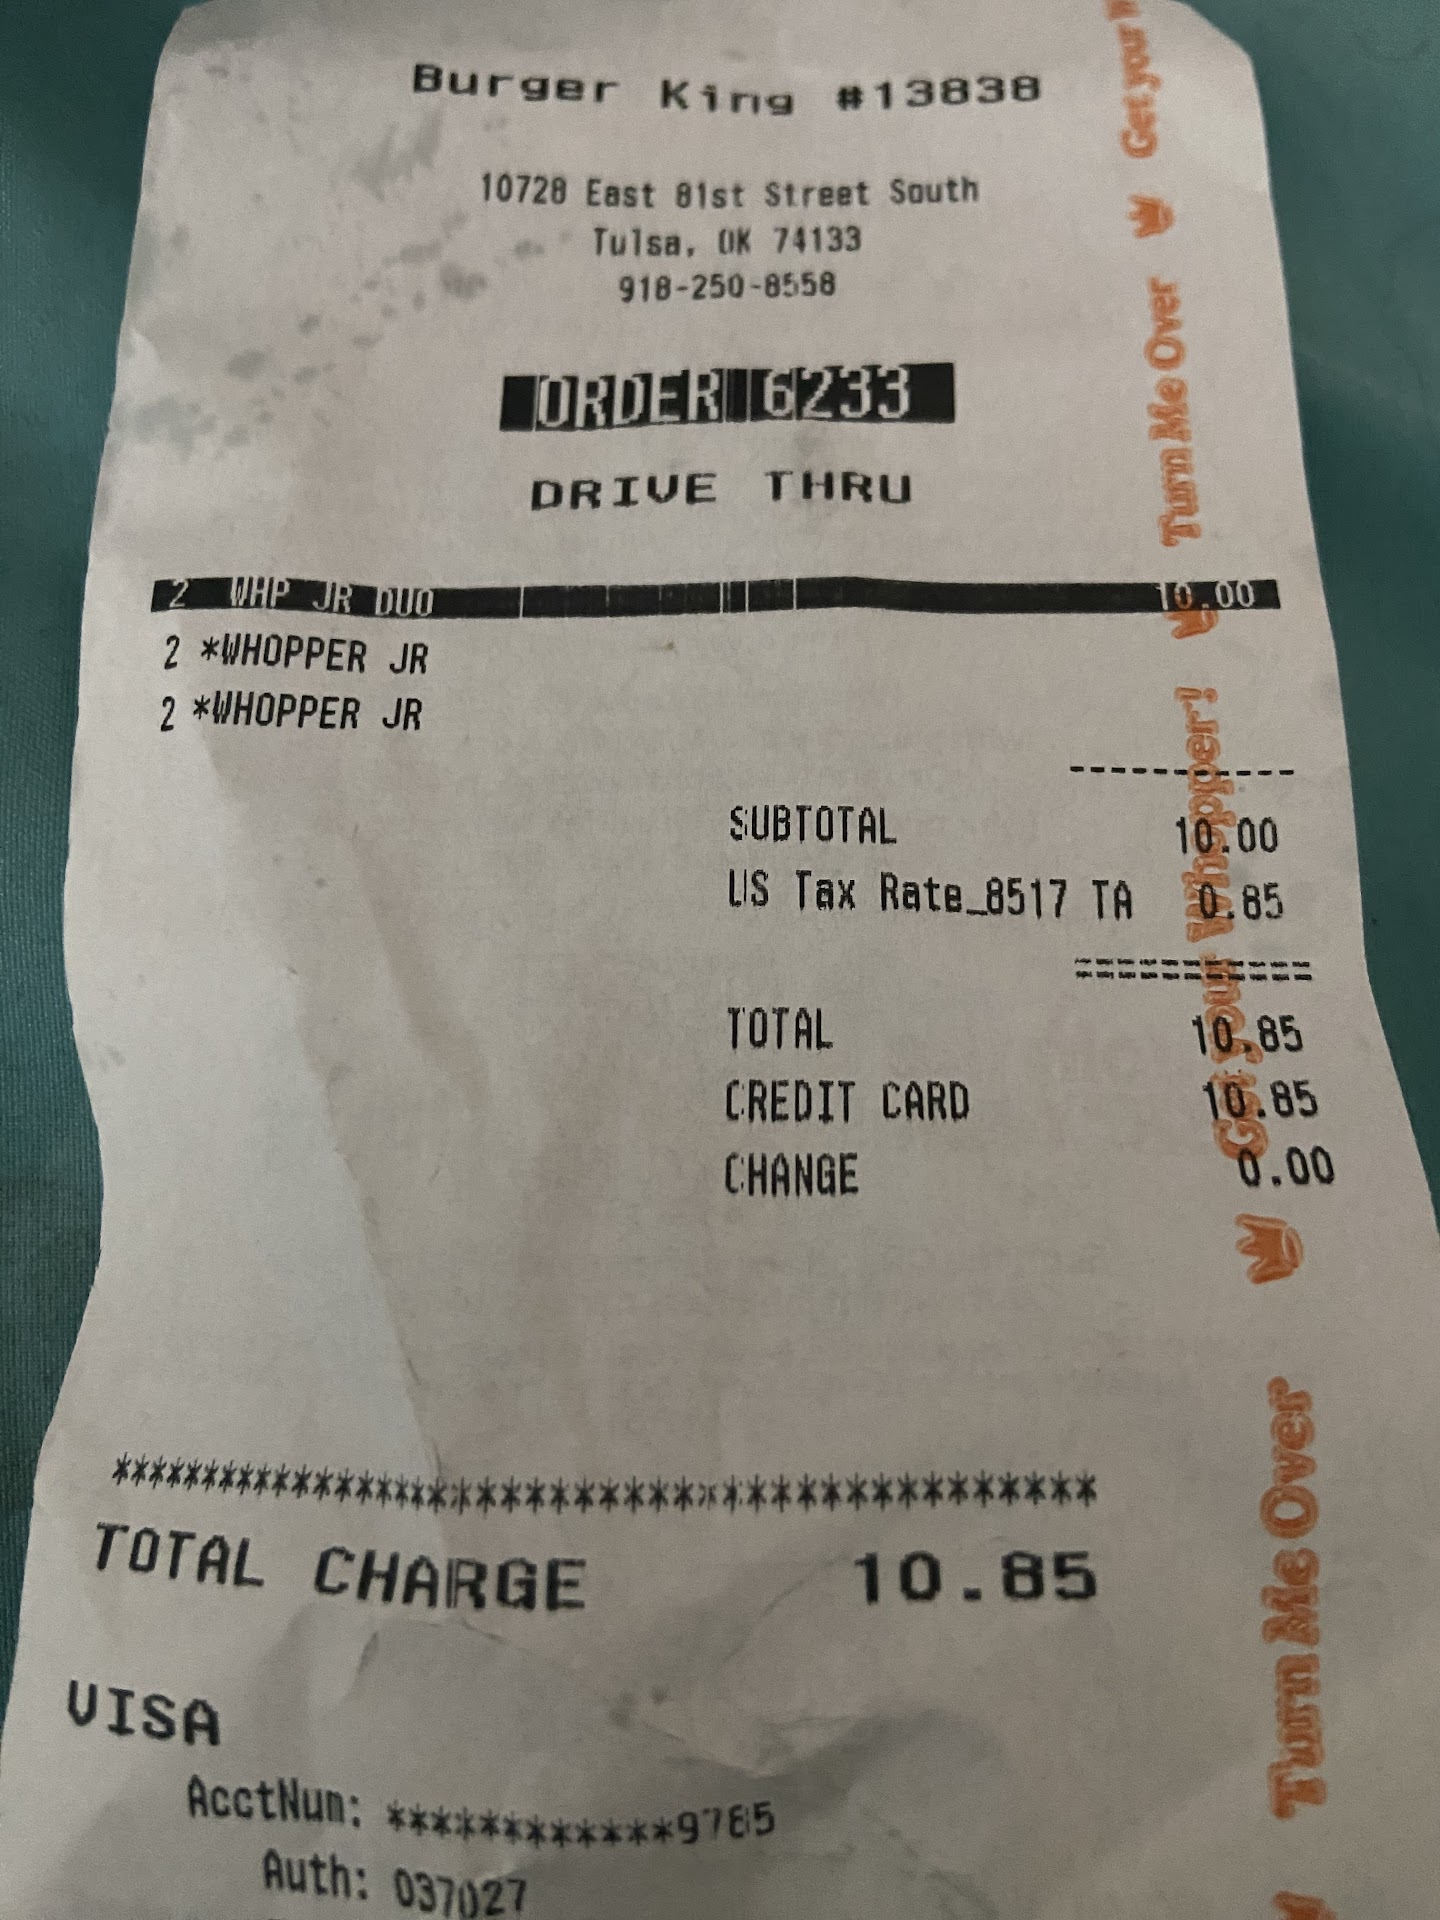 Burger King #13838
10728 East 81st Street South
Tulsa, OK 74133
918-250-8558
ORDER 6233
DRIVE THRU
2 WHP JR DUO 10.00
2 *WHOPPER JR
2 *WHOPPER JR
----------
SUBTOTAL 10.00
US Tax Rate_8517 TA 0.85
===========
TOTAL 10.85
CREDIT CARD 10.85
CHANGE 0.00
****************************************
TOTAL CHARGE 10.85
VISA
AcctNum: ************9785
Auth: 037027
Get your
Turn Me Over
Get your Whopper!
Turn Me Over